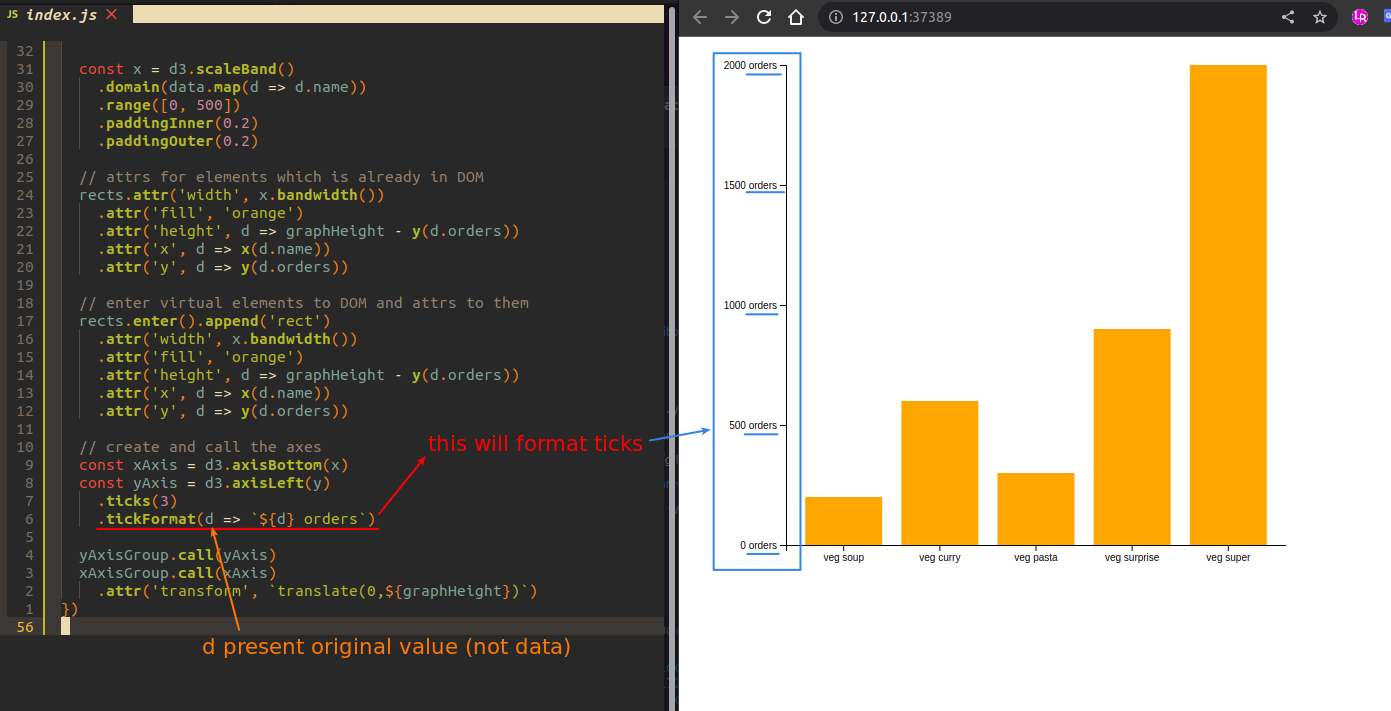 JS index.js ✕
32
31 const x = d3.scaleBand()
30 .domain(data.map(d => d.name))
29 .range([0, 500])
28 .paddingInner(0.2)
27 .paddingOuter(0.2)
26
25 // attrs for elements which is already in DOM
24 rects.attr('width', x.bandwidth())
23 .attr('fill', 'orange')
22 .attr('height', d => graphHeight - y(d.orders))
21 .attr('x', d => x(d.name))
20 .attr('y', d => y(d.orders))
19
18 // enter virtual elements to DOM and attrs to them
17 rects.enter().append('rect')
16 .attr('width', x.bandwidth())
15 .attr('fill', 'orange')
14 .attr('height', d => graphHeight - y(d.orders))
13 .attr('x', d => x(d.name))
12 .attr('y', d => y(d.orders))
11
10 // create and call the axes
9 const xAxis = d3.axisBottom(x)
8 const yAxis = d3.axisLeft(y)
7 .ticks(3)
6 .tickFormat(d => `${d} orders`)
5
4 yAxisGroup.call(yAxis)
3 xAxisGroup.call(xAxis)
2 .attr('transform', `translate(0,${graphHeight})`)
1 })
56
this will format ticks
d present original value (not data)
127.0.0.1:37389
LR
2000 orders
1500 orders
1000 orders
500 orders
0 orders
veg soup veg curry veg pasta veg surprise veg super